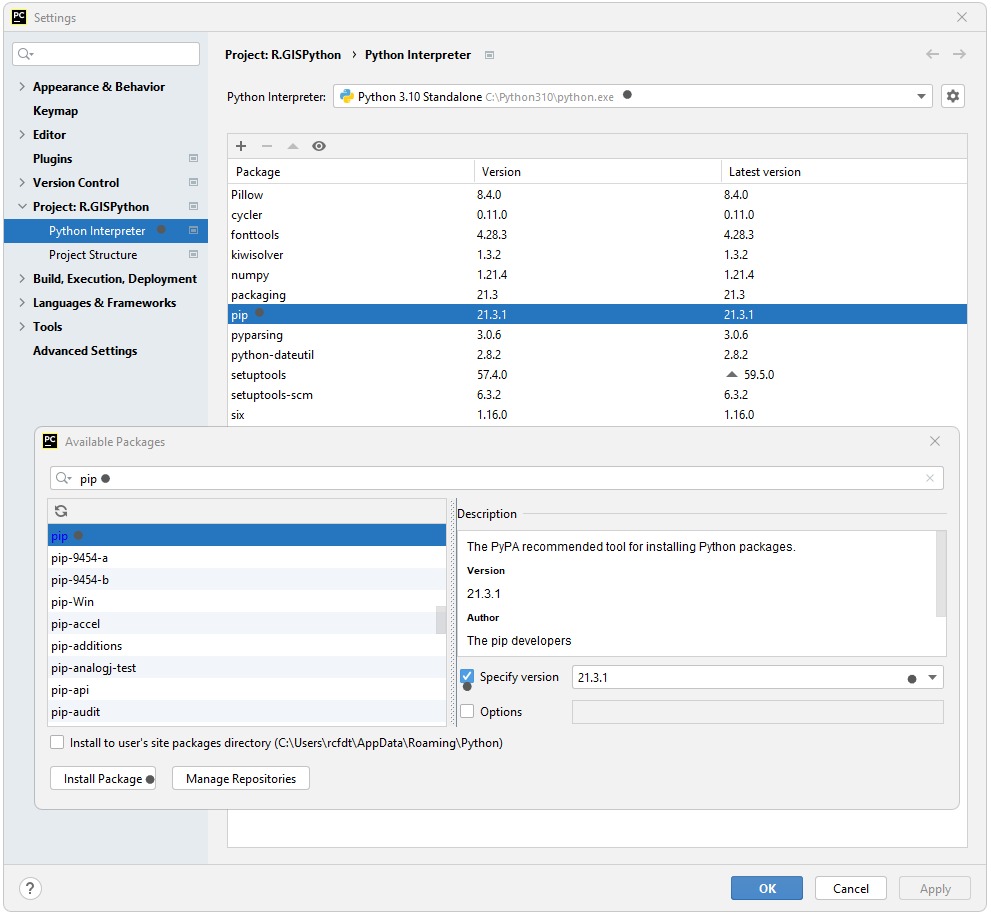 PC Settings
Project: R.GISPython › Python Interpreter
Appearance & Behavior
Keymap
Editor
Plugins
Version Control
Project: R.GISPython
Python Interpreter
Project Structure
Build, Execution, Deployment
Languages & Frameworks
Tools
Advanced Settings
Python Interpreter: Python 3.10 Standalone C:\Python310\python.exe
Package Version Latest version
Pillow 8.4.0 8.4.0
cycler 0.11.0 0.11.0
fonttools 4.28.3 4.28.3
kiwisolver 1.3.2 1.3.2
numpy 1.21.4 1.21.4
packaging 21.3 21.3
pip 21.3.1 21.3.1
pyparsing 3.0.6 3.0.6
python-dateutil 2.8.2 2.8.2
setuptools 57.4.0 59.5.0
setuptools-scm 6.3.2 6.3.2
six 1.16.0 1.16.0
PC Available Packages
pip
pip
pip-9454-a
pip-9454-b
pip-Win
pip-accel
pip-additions
pip-analogj-test
pip-api
pip-audit
Description
The PyPA recommended tool for installing Python packages.
Version
21.3.1
Author
The pip developers
Specify version 21.3.1
Options
Install to user's site packages directory (C:\Users\rcfdt\AppData\Roaming\Python)
Install Package Manage Repositories
? OK Cancel Apply